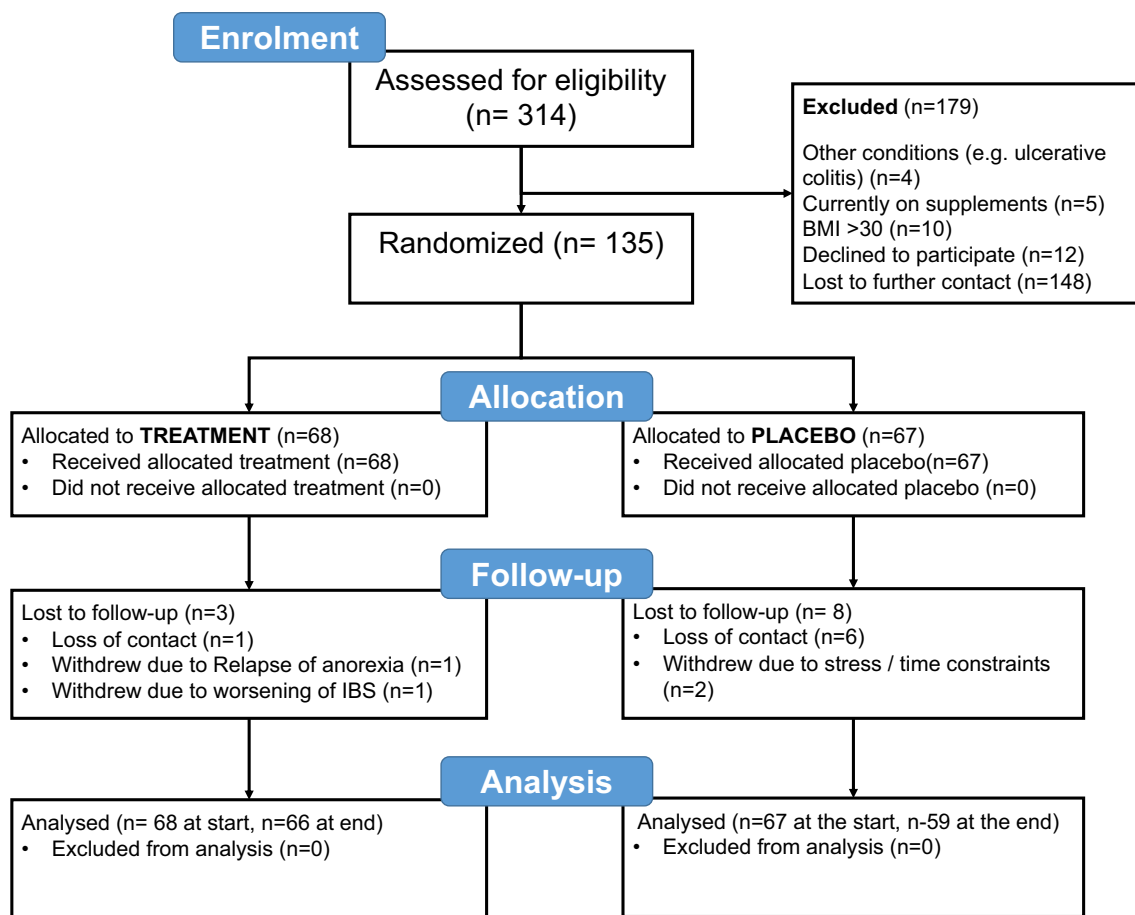 Enrolment
Assessed for eligibility
(n= 314)
Excluded (n=179)
Other conditions (e.g. ulcerative
colitis) (n=4)
Currently on supplements (n=5)
BMI >30 (n=10)
Declined to participate (n=12)
Lost to further contact (n=148)
Randomized (n= 135)
Allocation
Allocated to TREATMENT (n=68)
• Received allocated treatment (n=68)
• Did not receive allocated treatment (n=0)
Allocated to PLACEBO (n=67)
• Received allocated placebo(n=67)
• Did not receive allocated placebo (n=0)
Follow-up
Lost to follow-up (n=3)
• Loss of contact (n=1)
• Withdrew due to Relapse of anorexia (n=1)
• Withdrew due to worsening of IBS (n=1)
Lost to follow-up (n= 8)
• Loss of contact (n=6)
• Withdrew due to stress / time constraints
(n=2)
Analysis
Analysed (n= 68 at start, n=66 at end)
• Excluded from analysis (n=0)
Analysed (n=67 at the start, n-59 at the end)
• Excluded from analysis (n=0)